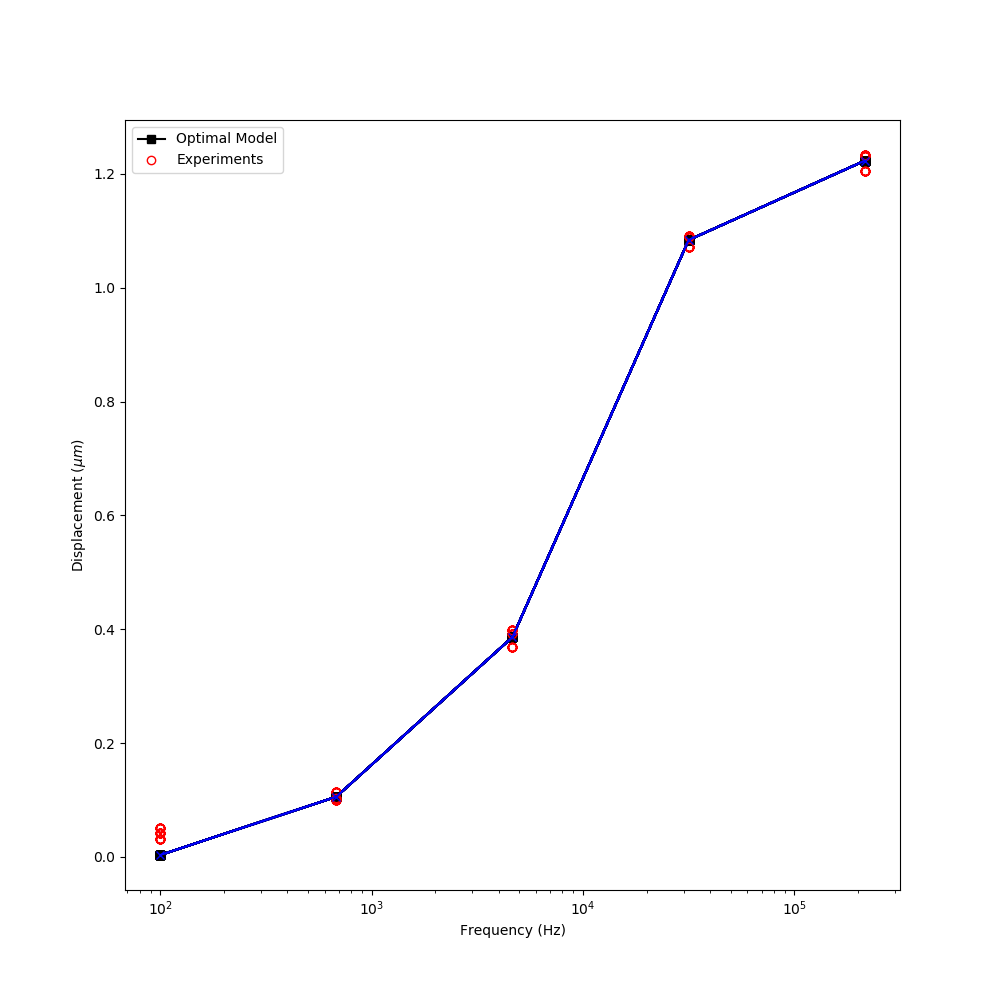 Optimal Model
Experiments
1.2
1.0
0.8
0.6
0.4
0.2
0.0
Displacement (μm)
10² 10³ 10⁴ 10⁵
Frequency (Hz)